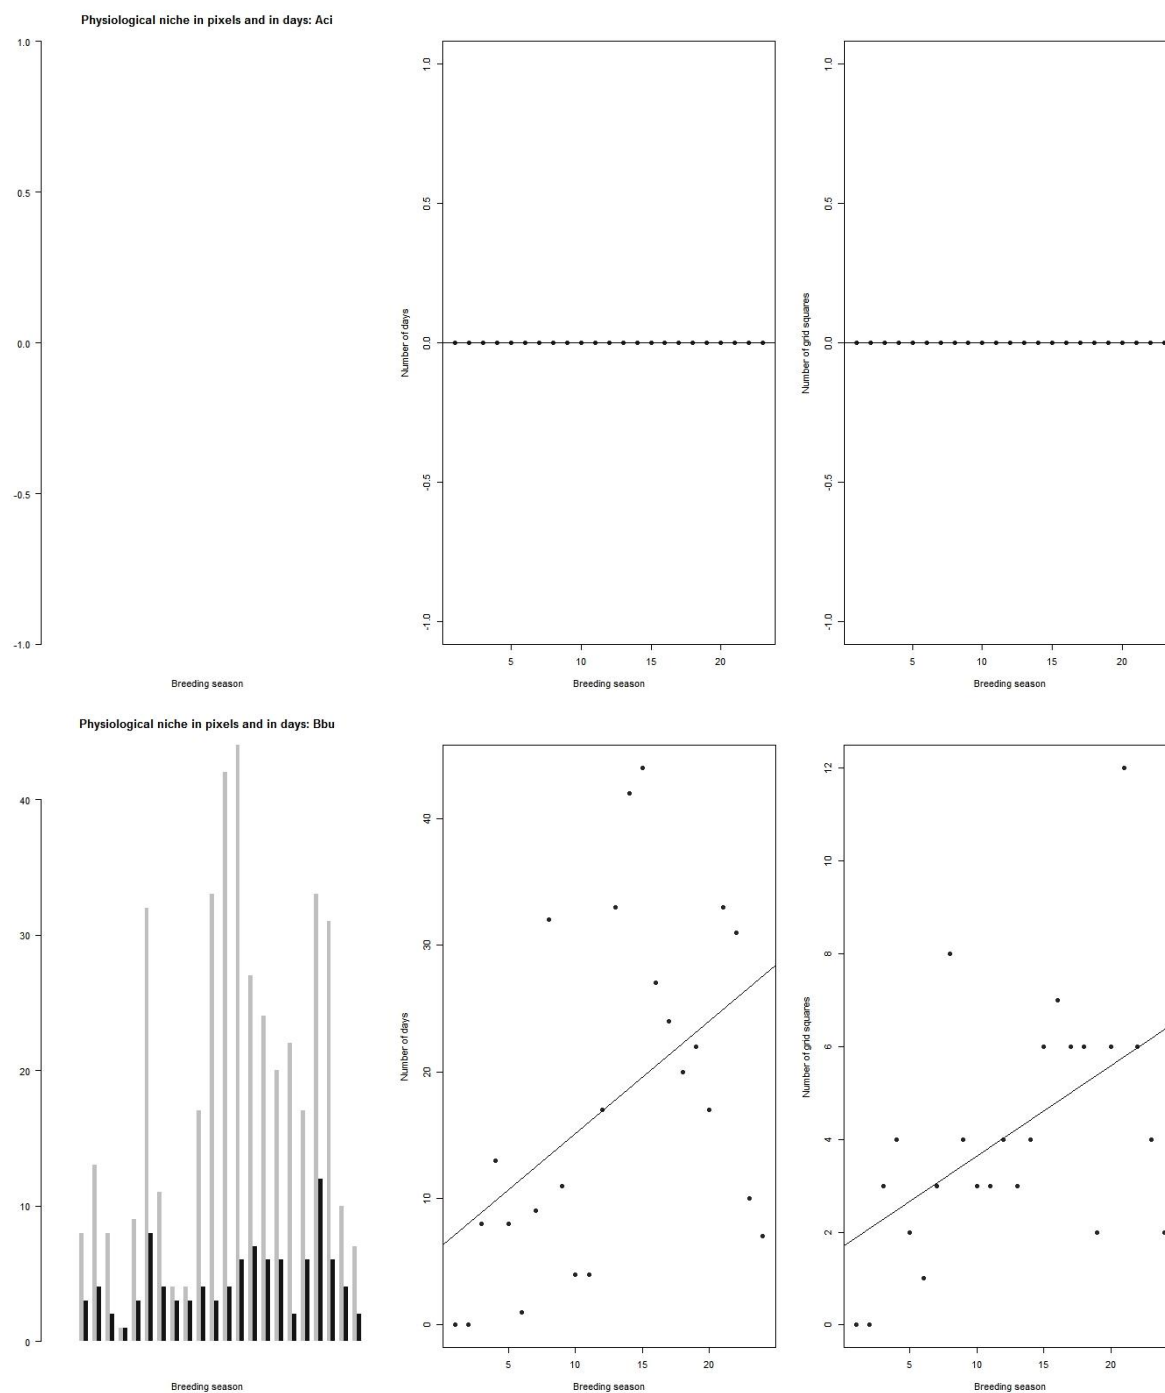 Physiological niche in pixels and in days: Aci
1.0
0.5
0.0
-0.5
-1.0
Breeding season
Number of days
1.0
0.5
0.0
-0.5
-1.0
5 10 15 20
Breeding season
Number of grid squares
1.0
0.5
0.0
-0.5
-1.0
5 10 15 20
Breeding season
Physiological niche in pixels and in days: Bbu
40
30
20
10
0
Breeding season
Number of days
40
30
20
10
0
5 10 15 20
Breeding season
Number of grid squares
12
10
8
6
4
2
0
5 10 15 20
Breeding season